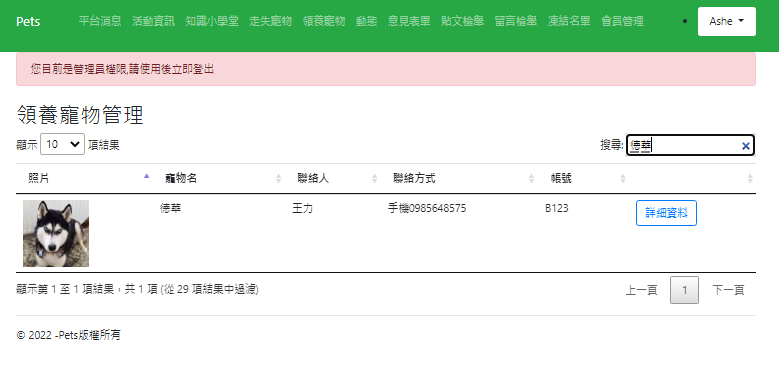 Pets 平台消息 活動資訊 知識小學堂 走失寵物 領養寵物 動態 意見表單 貼文檢舉 留言檢舉 凍結名單 會員管理 Ashe
您目前是管理員權限,請使用後立即登出
領養寵物管理
顯示 10 項結果 搜尋: 德華
照片 寵物名 聯絡人 聯絡方式 帳號
德華 王力 手機0985648575 B123 詳細資料
顯示第 1 至 1 項結果，共 1 項 (從 29 項結果中過濾) 上一頁 1 下一頁
© 2022 -Pets版權所有